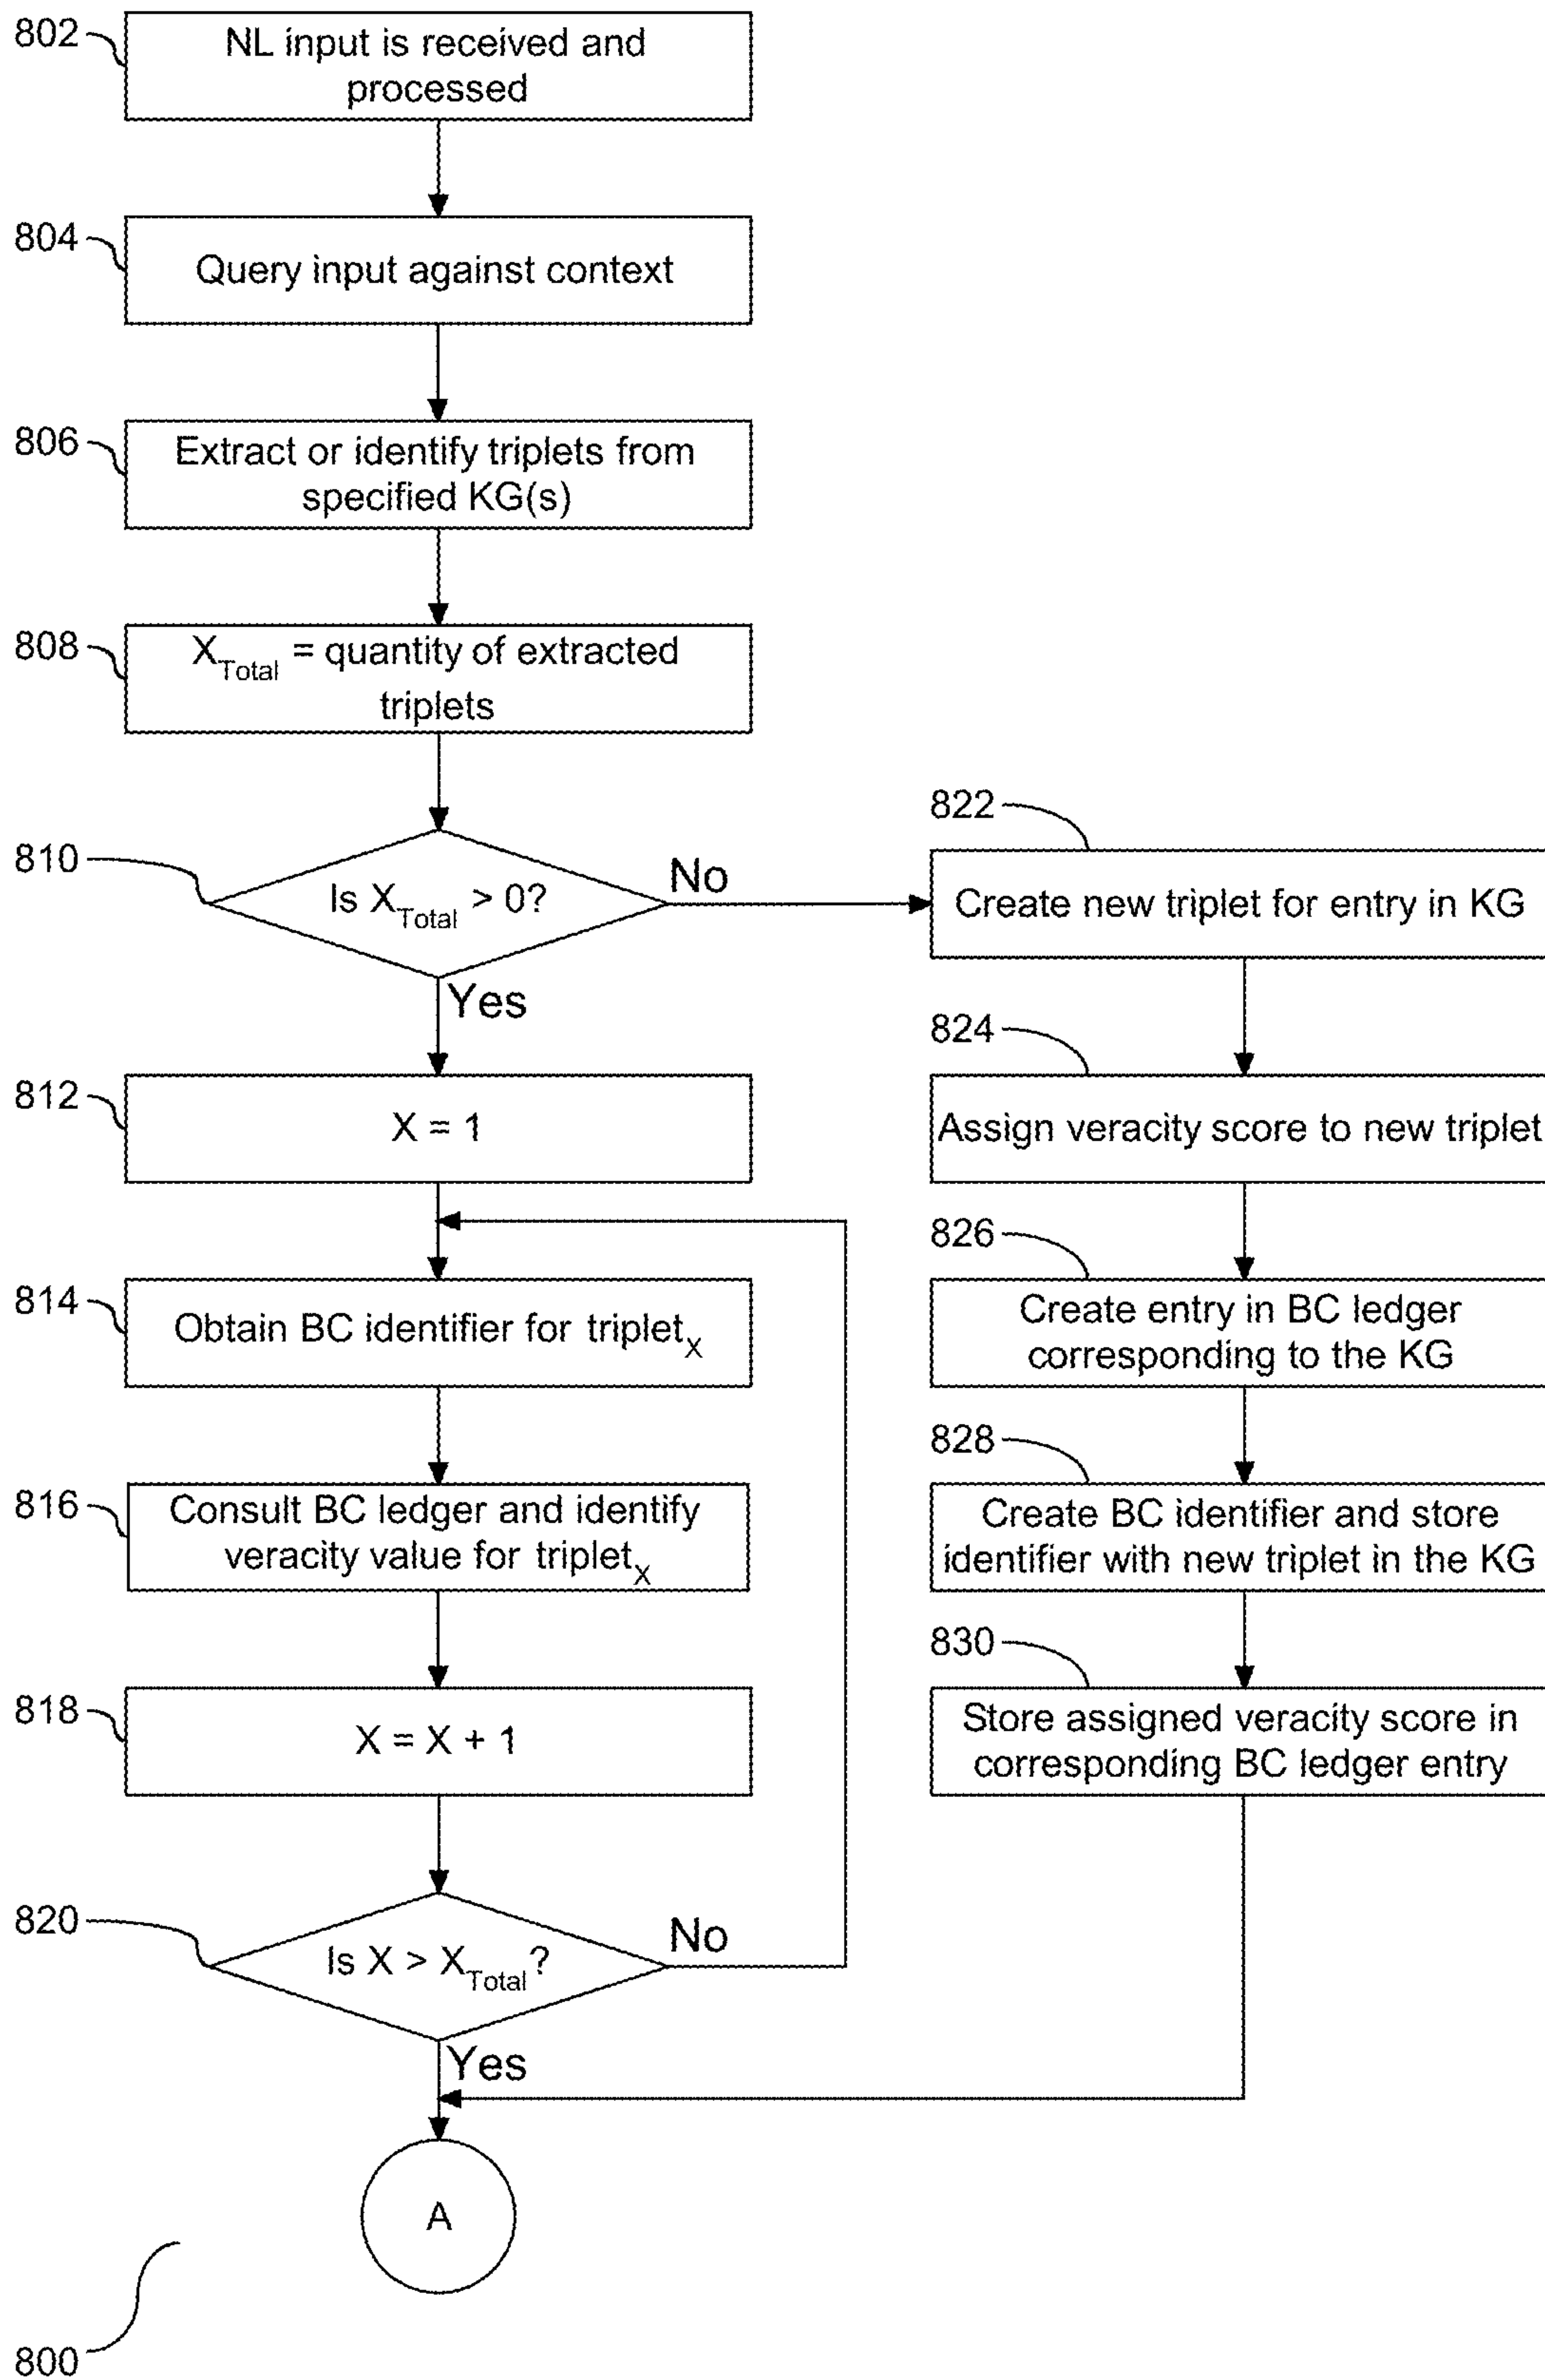 802
NL input is received and
processed
804
Query input against context
806
Extract or identify triplets from
specified KG(s)
808
XTotal = quantity of extracted
triplets
810
Is XTotal > 0?
No
Yes
812
X = 1
814
Obtain BC identifier for tripletX
816
Consult BC ledger and identify
veracity value for tripletX
818
X = X + 1
820
Is X > XTotal?
No
Yes
A
822
Create new triplet for entry in KG
824
Assign veracity score to new triplet
826
Create entry in BC ledger
corresponding to the KG
828
Create BC identifier and store
identifier with new triplet in the KG
830
Store assigned veracity score in
corresponding BC ledger entry
800